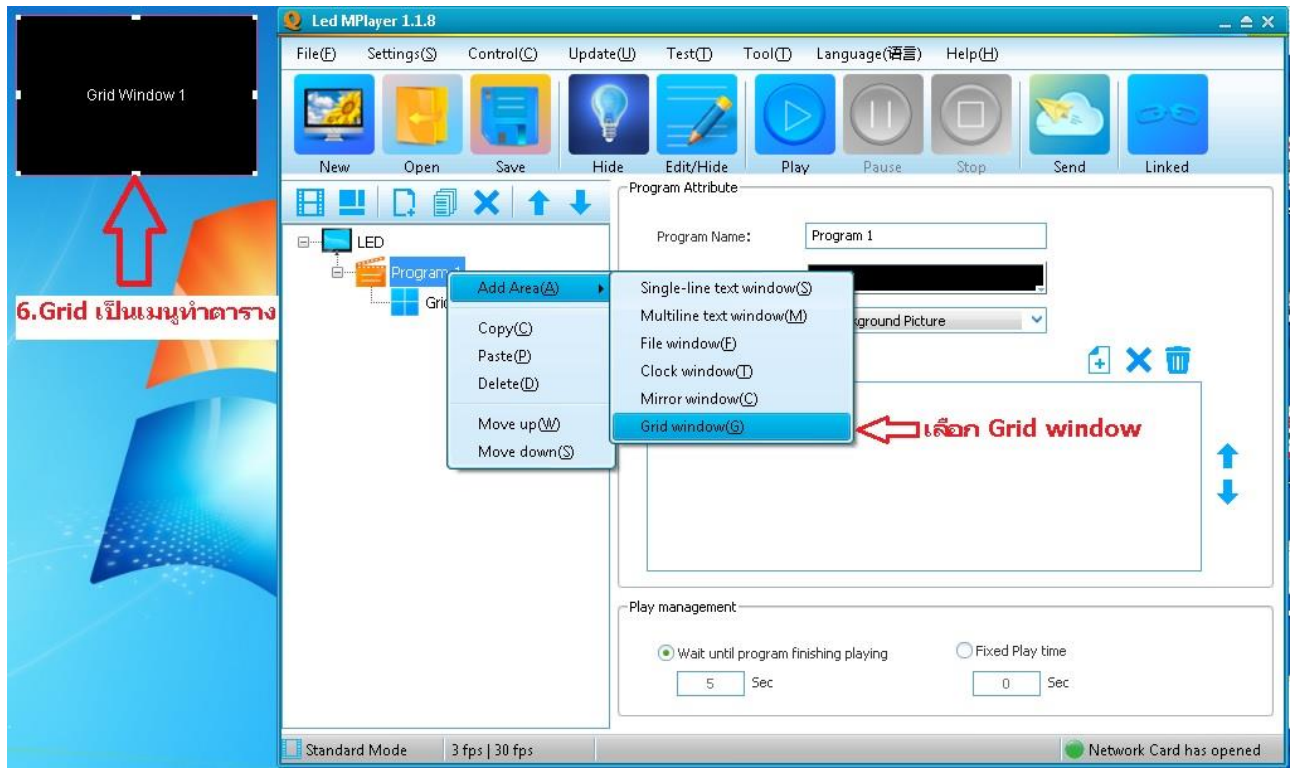 Led MPlayer 1.1.8
File(F) Settings(S) Control(C) Update(U) Test(T) Tool(T) Language(语言) Help(H)
Grid Window 1
New Open Save Hide Edit/Hide Play Pause Stop Send Linked
Program Attribute
Program Name: Program 1
LED
Program 1
Add Area(A)
Single-line text window(S)
Multiline text window(M)
File window(F)
Clock window(T)
Mirror window(C)
Grid window(G)
Copy(C)
Paste(P)
Delete(D)
Move up(W)
Move down(S)
6.Grid เป็นเมนูทำตาราง
เลือก Grid window
Play management
Wait until program finishing playing Fixed Play time
5 Sec 0 Sec
Standard Mode 3 fps | 30 fps Network Card has opened